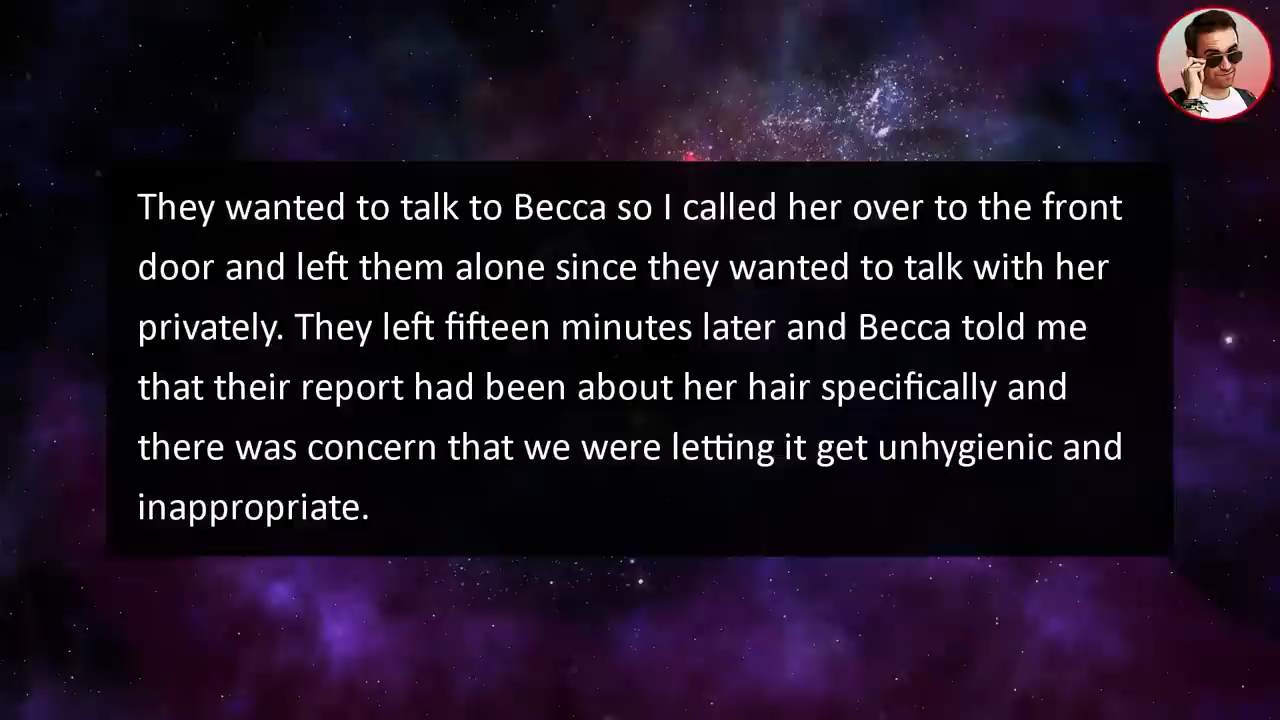 They wanted to talk to Becca so I called her over to the front
door and left them alone since they wanted to talk with her
privately. They left fifteen minutes later and Becca told me
that their report had been about her hair specifically and
there was concern that we were letting it get unhygienic and
inappropriate.